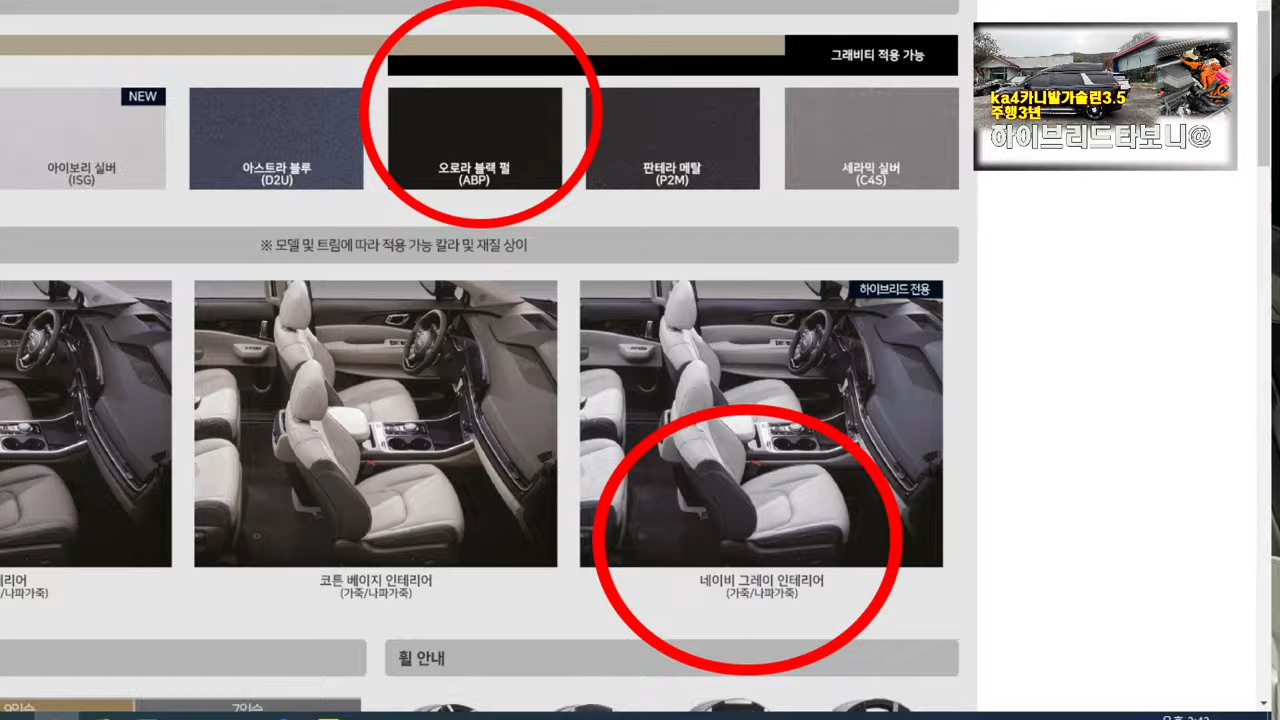 그래비티 적용 가능
NEW
아이보리 실버
(ISG)
아스트라 블루
(D2U)
오로라 블랙 펄
(ABP)
판테라 메탈
(P2M)
세라믹 실버
(C4S)
ka4카니발가솔린3.5
주행3년
하이브리드타보니@
※ 모델 및 트림에 따라 적용 가능 칼라 및 재질 상이
하이브리드 전용
테리어
/나파가죽)
코튼 베이지 인테리어
(가죽/나파가죽)
네이비 그레이 인테리어
(가죽/나파가죽)
휠 안내
9인승
7인승